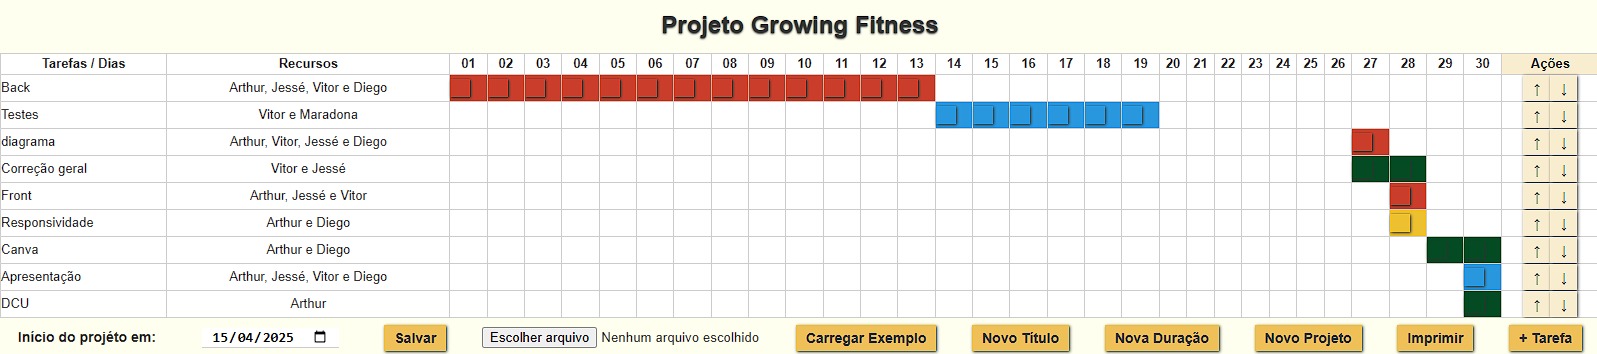 Projeto Growing Fitness
Tarefas / Dias Recursos 01 02 03 04 05 06 07 08 09 10 11 12 13 14 15 16 17 18 19 20 21 22 23 24 25 26 27 28 29 30 Ações
Back Arthur, Jessé, Vitor e Diego ↑ ↓
Testes Vitor e Maradona ↑ ↓
diagrama Arthur, Vitor, Jessé e Diego ↑ ↓
Correção geral Vitor e Jessé ↑ ↓
Front Arthur, Jessé e Vitor ↑ ↓
Responsividade Arthur e Diego ↑ ↓
Canva Arthur e Diego ↑ ↓
Apresentação Arthur, Jessé, Vitor e Diego ↑ ↓
DCU Arthur ↑ ↓
Início do projeto em: 15/04/2025 Salvar Escolher arquivo Nenhum arquivo escolhido Carregar Exemplo Novo Título Nova Duração Novo Projeto Imprimir + Tarefa